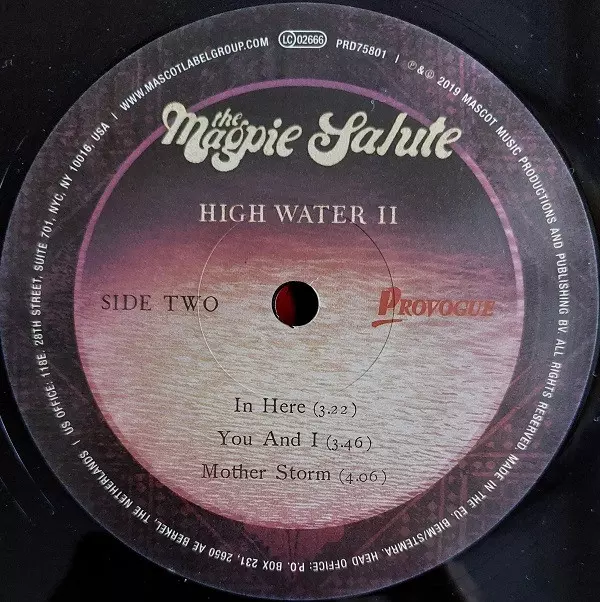 the
Magpie Salute
HIGH WATER II
SIDE TWO
PROVOGUE
In Here (3.22)
You And I (3.46)
Mother Storm (4.06)
WWW.MASCOTLABELGROUP.COM LC 02666 PRD75801 | ℗ & © 2019 MASCOT MUSIC PRODUCTIONS AND PUBLISHING BV. ALL RIGHTS RESERVED. MADE IN THE EU. BIEM/STEMRA. HEAD OFFICE: P.O. BOX 231, 2650 AE BERKEL, THE NETHERLANDS | US OFFICE: 118E. 28TH STREET, SUITE 701, NYC, NY 10016, USA |